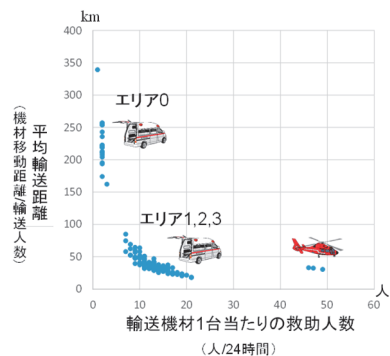 km
400
350
300
250
200
150
100
50
0
平均輸送距離
(機材移動距離/輸送人数)
エリア0
エリア1,2,3
0 10 20 30 40 50 60
人
輸送機材1台当たりの救助人数
(人/24時間)